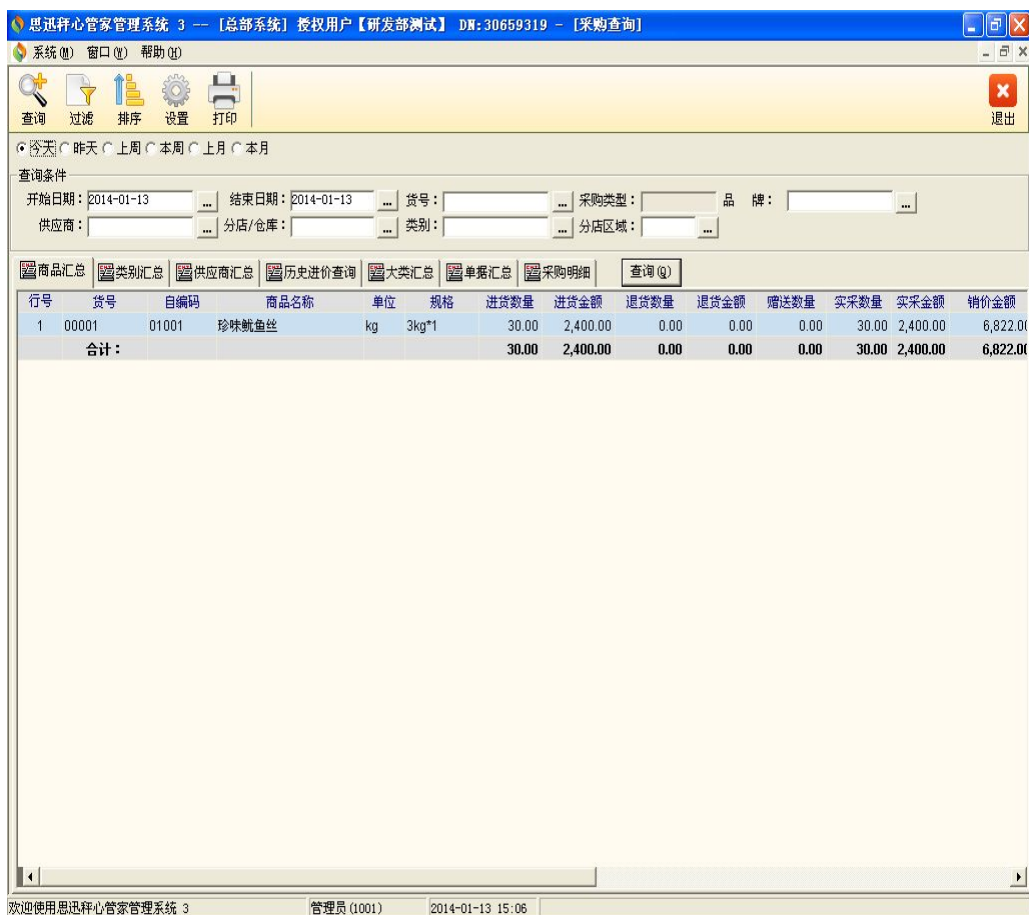 思迅秤心管家管理系统 3 -- [总部系统] 授权用户【研发部测试】 DN:30659319 - [采购查询]
系统(M) 窗口(W) 帮助(H)
查询 过滤 排序 设置 打印 退出
今天 昨天 上周 本周 上月 本月
查询条件
开始日期：2014-01-13 ... 结束日期：2014-01-13 ... 货号： ... 采购类型： 品 牌： ...
供应商： ... 分店/仓库： ... 类别： ... 分店区域： ...
商品汇总 类别汇总 供应商汇总 历史进价查询 大类汇总 单据汇总 采购明细 查询(Q)
行号 货号 自编码 商品名称 单位 规格 进货数量 进货金额 退货数量 退货金额 赠送数量 实采数量 实采金额 销价金额
1 00001 01001 珍味鱿鱼丝 kg 3kg*1 30.00 2,400.00 0.00 0.00 0.00 30.00 2,400.00 6,822.00
合计： 30.00 2,400.00 0.00 0.00 0.00 30.00 2,400.00 6,822.00
欢迎使用思迅秤心管家管理系统 3 管理员(1001) 2014-01-13 15:06